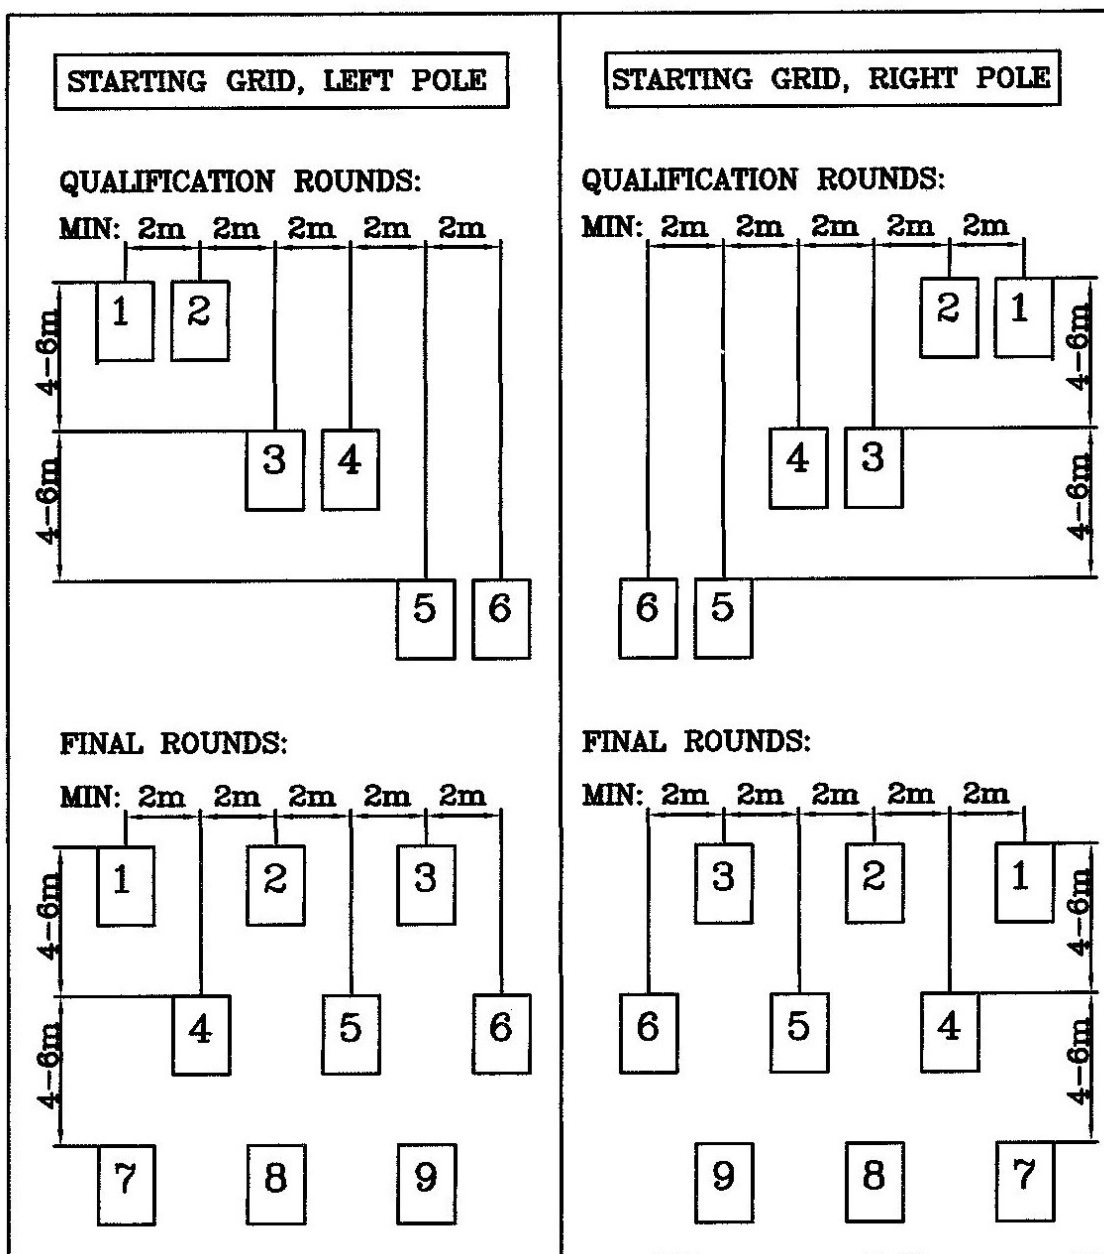 STARTING GRID, LEFT POLE
QUALIFICATION ROUNDS:
MIN: 2m 2m 2m 2m 2m
1 2
4-6m
3 4
4-6m
5 6
FINAL ROUNDS:
MIN: 2m 2m 2m 2m 2m
1 2 3
4-6m
4 5 6
4-6m
7 8 9
STARTING GRID, RIGHT POLE
QUALIFICATION ROUNDS:
MIN: 2m 2m 2m 2m 2m
2 1
4-6m
4 3
4-6m
6 5
FINAL ROUNDS:
MIN: 2m 2m 2m 2m 2m
3 2 1
4-6m
6 5 4
4-6m
9 8 7